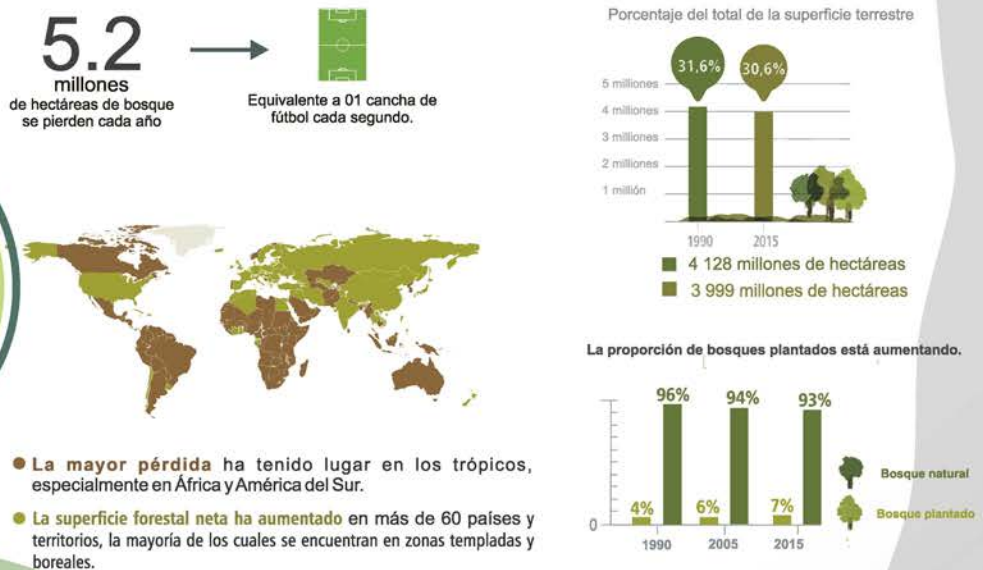 5.2
millones
de hectáreas de bosque
se pierden cada año
Equivalente a 01 cancha de
fútbol cada segundo.
La mayor pérdida ha tenido lugar en los trópicos,
especialmente en África y América del Sur.
La superficie forestal neta ha aumentado en más de 60 países y
territorios, la mayoría de los cuales se encuentran en zonas templadas y
boreales.
Porcentaje del total de la superficie terrestre
31,6% 30,6%
5 millones
4 millones
3 millones
2 millones
1 millón
1990 2015
4 128 millones de hectáreas
3 999 millones de hectáreas
La proporción de bosques plantados está aumentando.
96% 94% 93%
4% 6% 7%
0
1990 2005 2015
Bosque natural
Bosque plantado